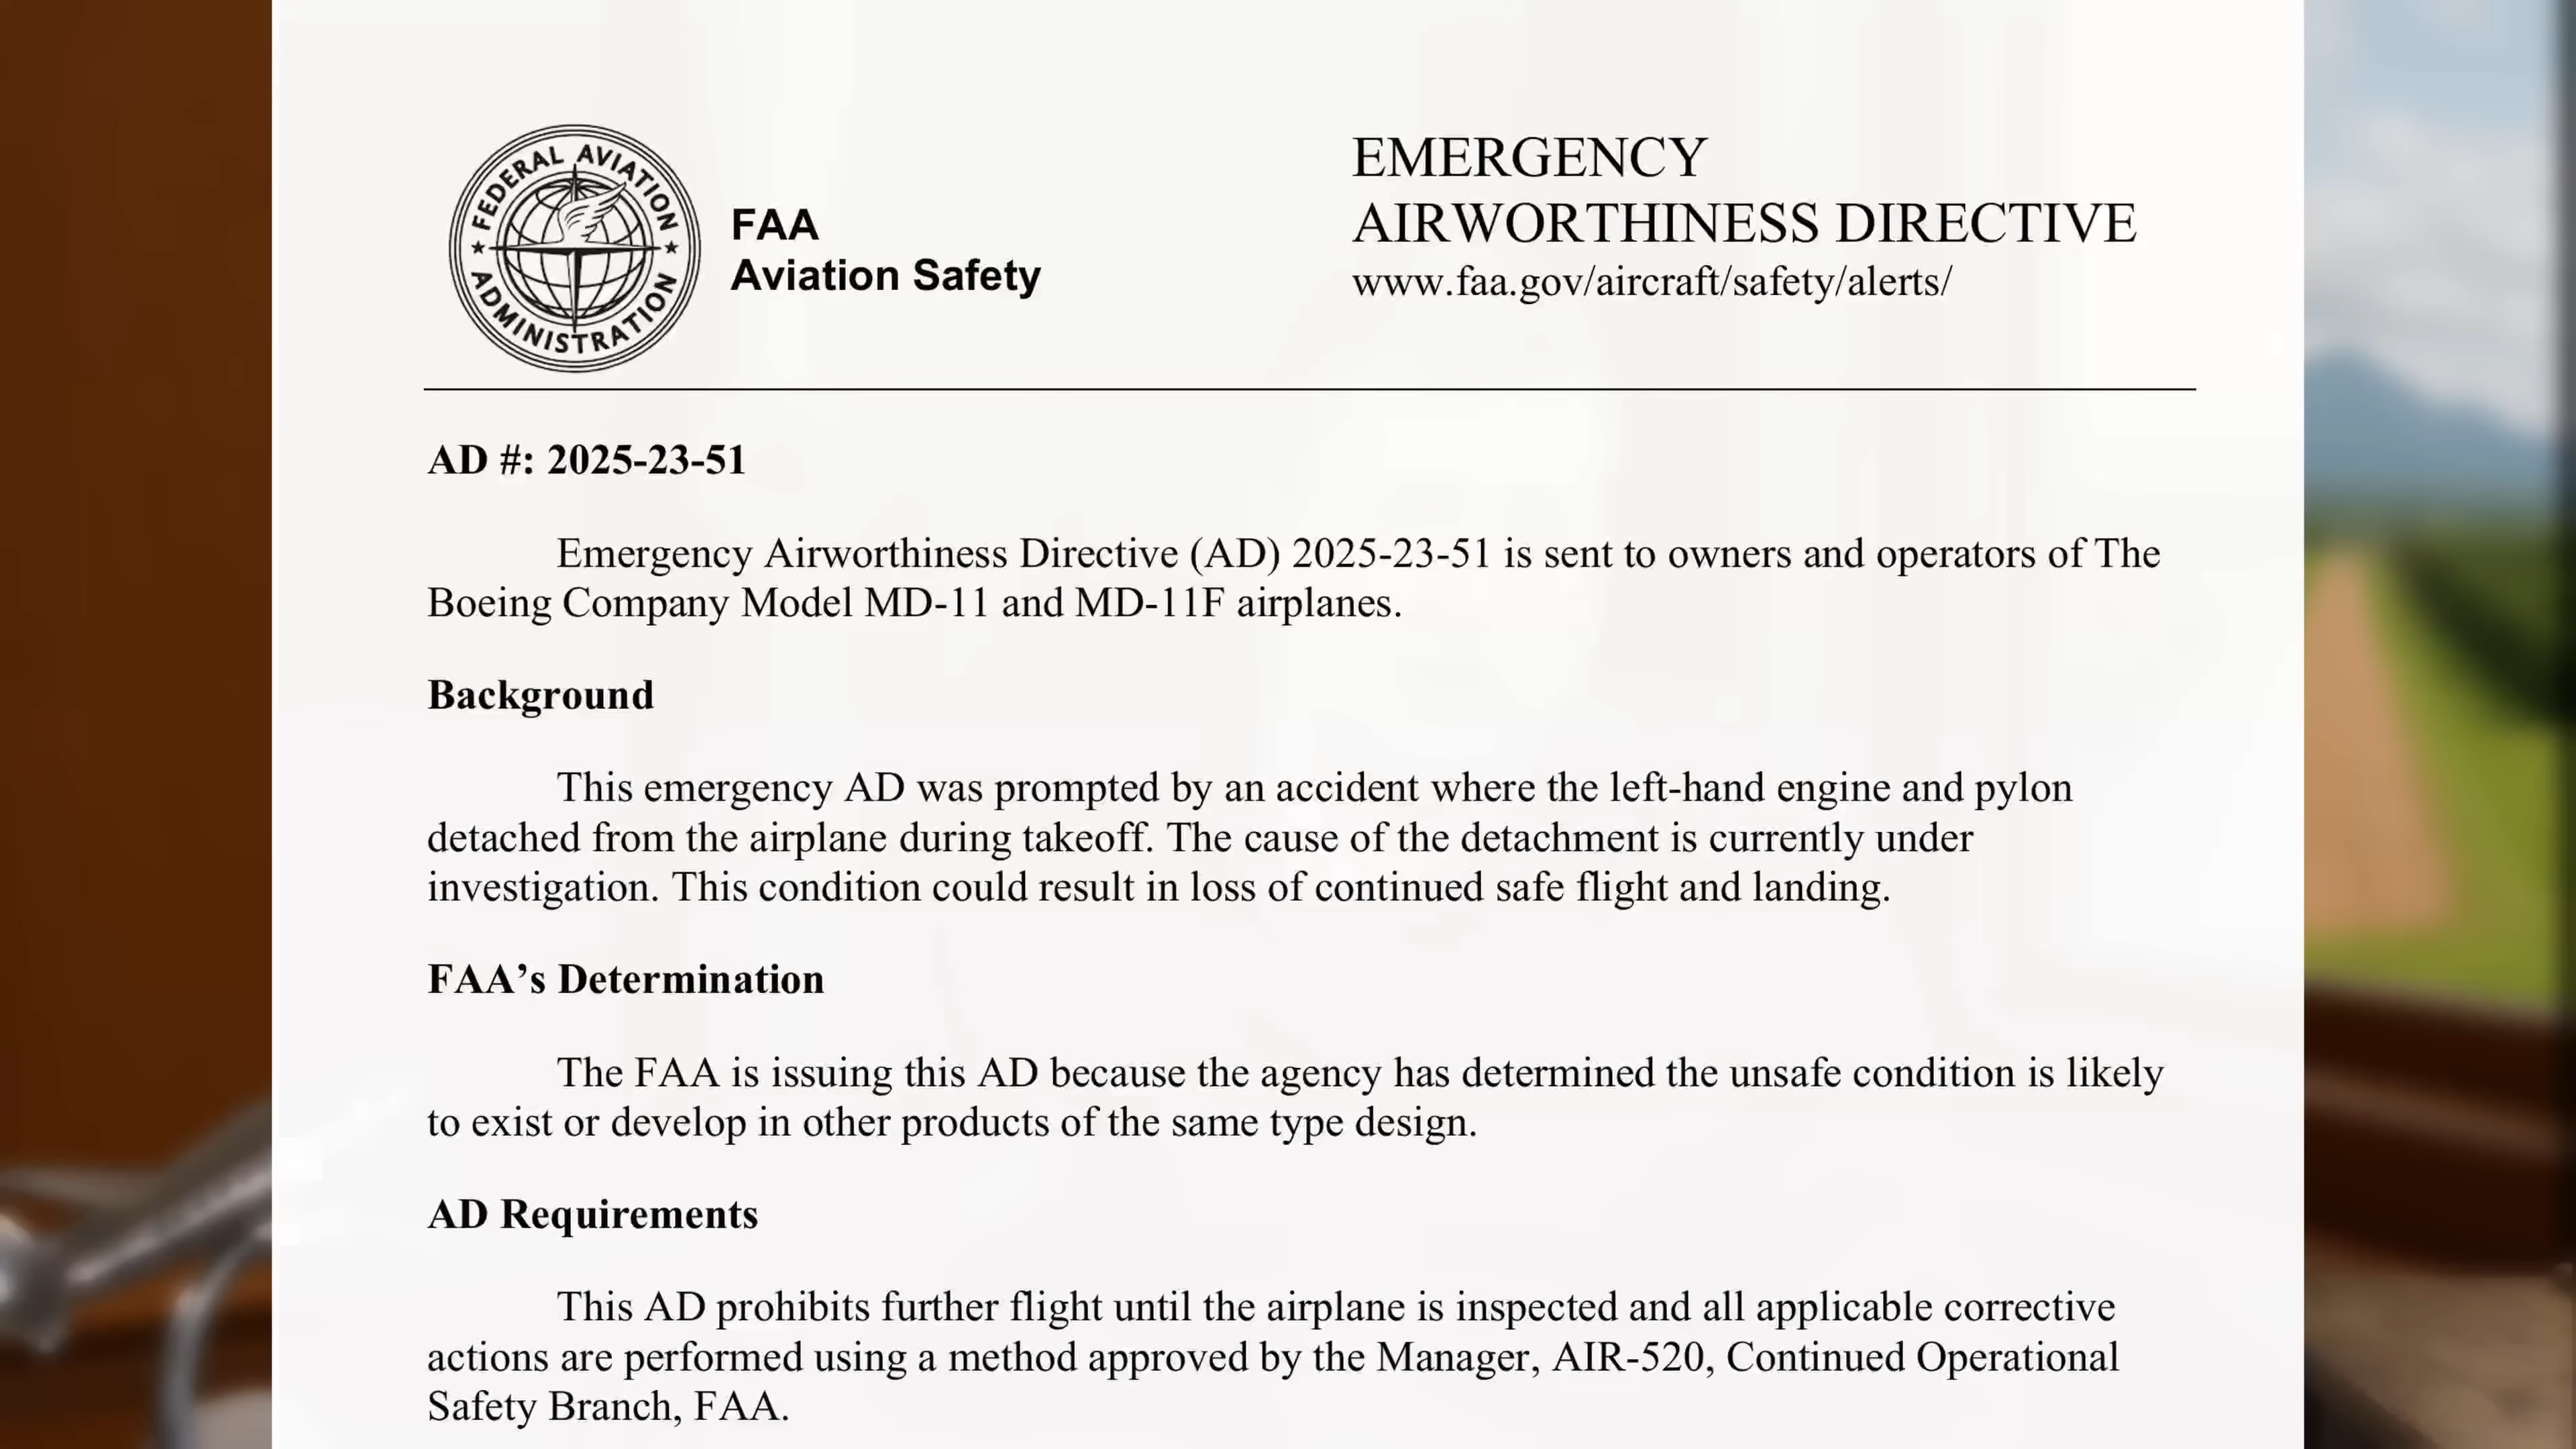 FEDERAL AVIATION
ADMINISTRATION
FAA
Aviation Safety
EMERGENCY
AIRWORTHINESS DIRECTIVE
www.faa.gov/aircraft/safety/alerts/
AD #: 2025-23-51
Emergency Airworthiness Directive (AD) 2025-23-51 is sent to owners and operators of The
Boeing Company Model MD-11 and MD-11F airplanes.
Background
This emergency AD was prompted by an accident where the left-hand engine and pylon
detached from the airplane during takeoff. The cause of the detachment is currently under
investigation. This condition could result in loss of continued safe flight and landing.
FAA’s Determination
The FAA is issuing this AD because the agency has determined the unsafe condition is likely
to exist or develop in other products of the same type design.
AD Requirements
This AD prohibits further flight until the airplane is inspected and all applicable corrective
actions are performed using a method approved by the Manager, AIR-520, Continued Operational
Safety Branch, FAA.